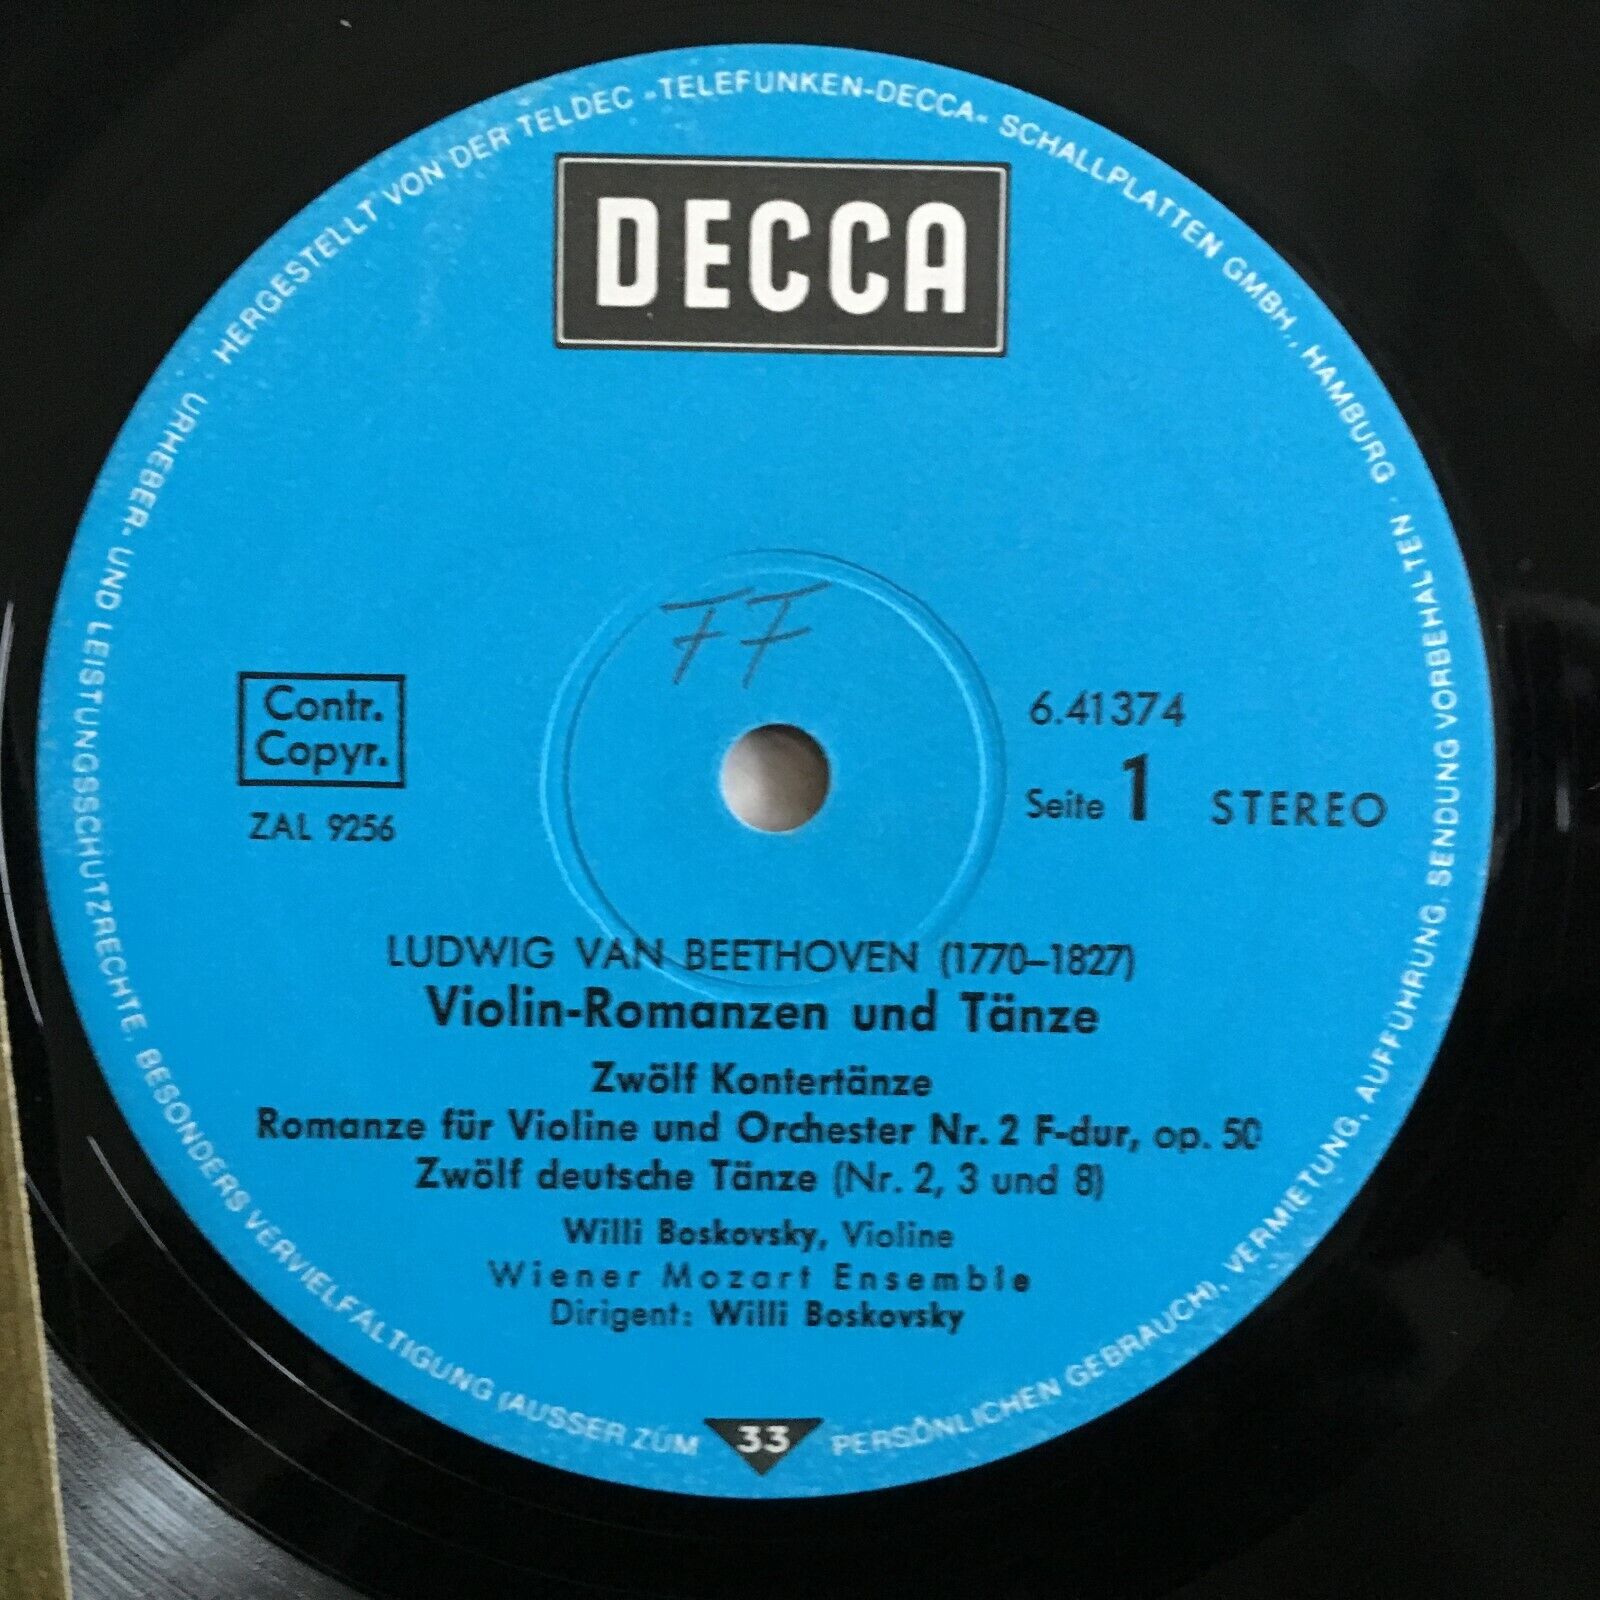 HERGESTELLT VON DER TELDEC »TELEFUNKEN-DECCA« SCHALLPLATTEN GMBH., HAMBURG · URHEBER- UND LEISTUNGSSCHUTZRECHTE, BESONDERS VERVIELFÄLTIGUNG (AUSSER ZUM PERSÖNLICHEN GEBRAUCH), VERMIETUNG, AUFFÜHRUNG, SENDUNG VORBEHALTEN ·
DECCA
77
Contr.
Copyr.
ZAL 9256
6.41374
Seite 1 STEREO
LUDWIG VAN BEETHOVEN (1770–1827)
Violin-Romanzen und Tänze
Zwölf Kontertänze
Romanze für Violine und Orchester Nr. 2 F-dur, op. 50
Zwölf deutsche Tänze (Nr. 2, 3 und 8)
Willi Boskovsky, Violine
Wiener Mozart Ensemble
Dirigent: Willi Boskovsky
33